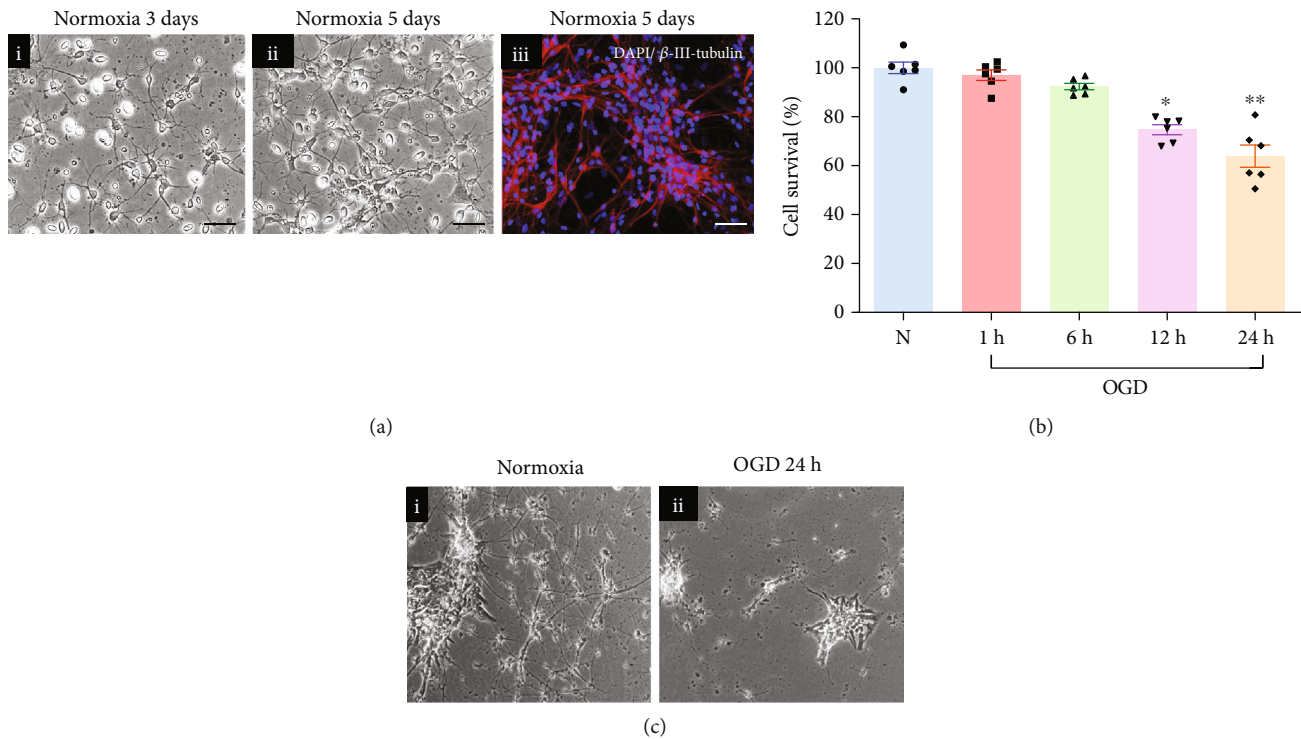 Normoxia 3 days
Normoxia 5 days
Normoxia 5 days
i
ii
iii
DAPI/ β-III-tubulin
(a)
Cell survival (%)
120
100
80
60
40
20
0
*
**
N
1 h
6 h
12 h
24 h
OGD
(b)
Normoxia
OGD 24 h
i
ii
(c)